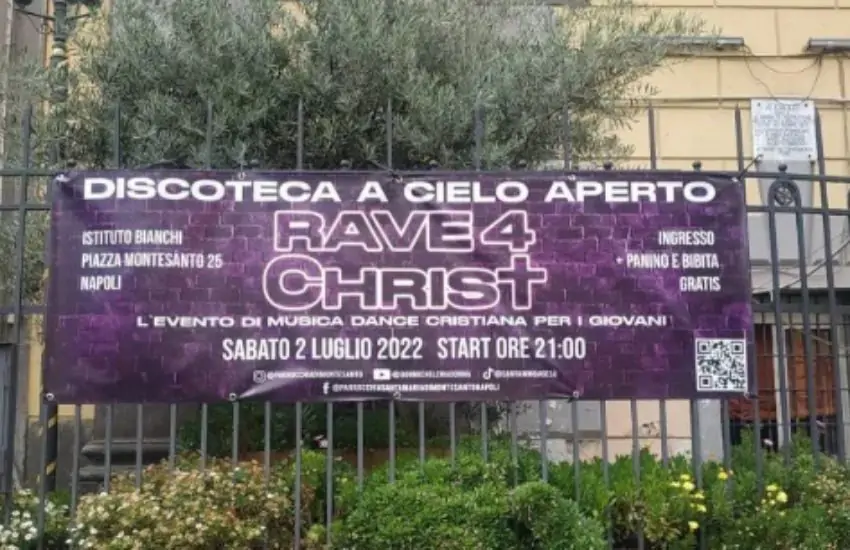 DISCOTECA A CIELO APERTO
ISTITUTO BIANCHI
PIAZZA MONTESANTO 25
NAPOLI
RAVE 4
CHRIST
INGRESSO
+ PANINO E BIBITA
GRATIS
L'EVENTO DI MUSICA DANCE CRISTIANA PER I GIOVANI
SABATO 2 LUGLIO 2022 START ORE 21:00